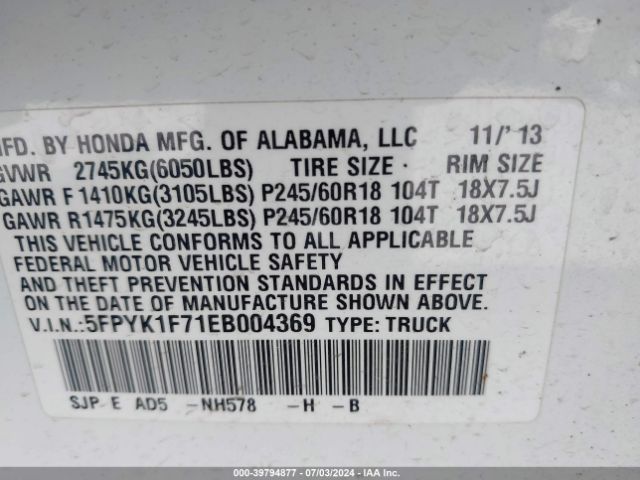 MFD. BY HONDA MFG. OF ALABAMA, LLC 11/'13
GVWR 2745KG(6050LBS) TIRE SIZE · RIM SIZE
GAWR F 1410KG(3105LBS) P245/60R18 104T 18X7.5J
GAWR R1475KG(3245LBS) P245/60R18 104T 18X7.5J
THIS VEHICLE CONFORMS TO ALL APPLICABLE
FEDERAL MOTOR VEHICLE SAFETY
AND THEFT PREVENTION STANDARDS IN EFFECT
ON THE DATE OF MANUFACTURE SHOWN ABOVE.
V.I.N.:5FPYK1F71EB004369 TYPE: TRUCK
SJP E AD5 -NH578 -H -B
000-39794877 - 07/03/2024 - IAA Inc.